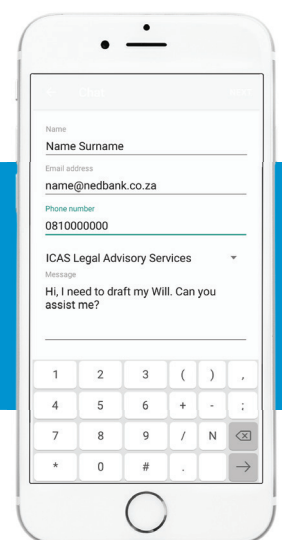 Chat
Name
Name Surname
Email address
name@nedbank.co.za
Phone number
0810000000
ICAS Legal Advisory Services
Message
Hi, I need to draft my Will. Can you
assist me?
1 2 3 ( ) ,
4 5 6 + - ;
7 8 9 / N
* 0 # .